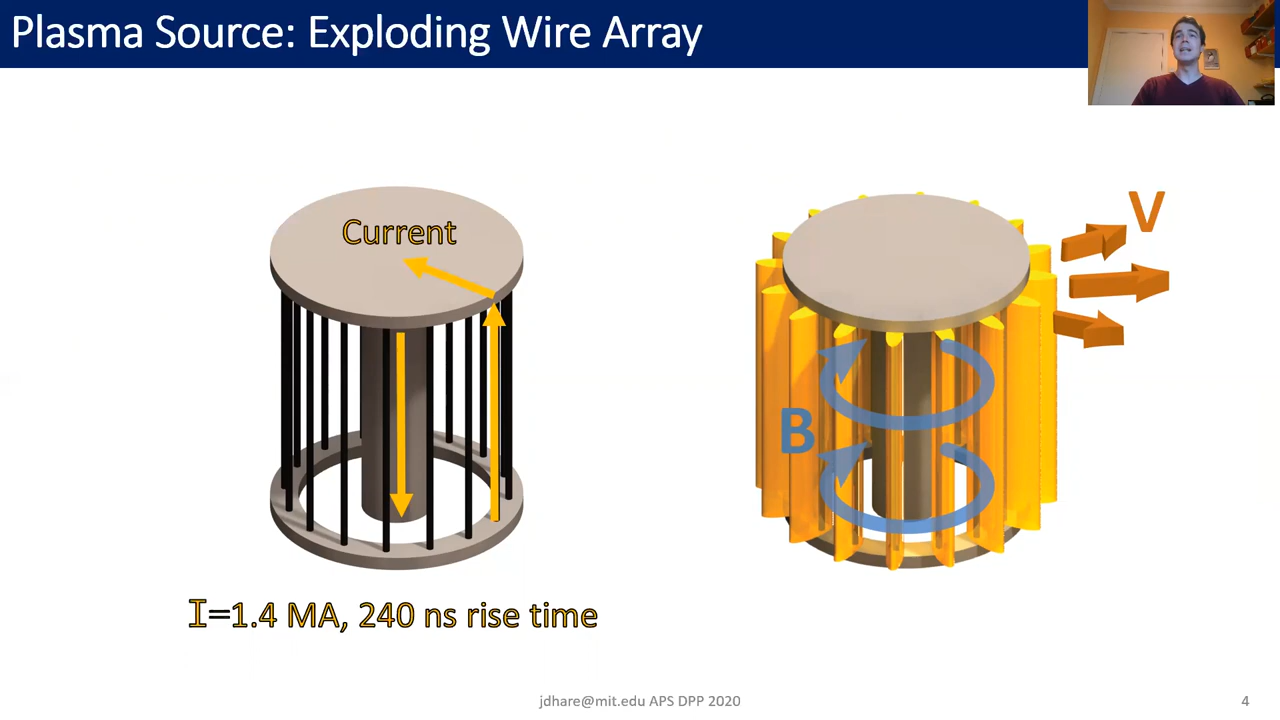 Plasma Source: Exploding Wire Array
Current
V
B
I=1.4 MA, 240 ns rise time
jdhare@mit.edu APS DPP 2020
4